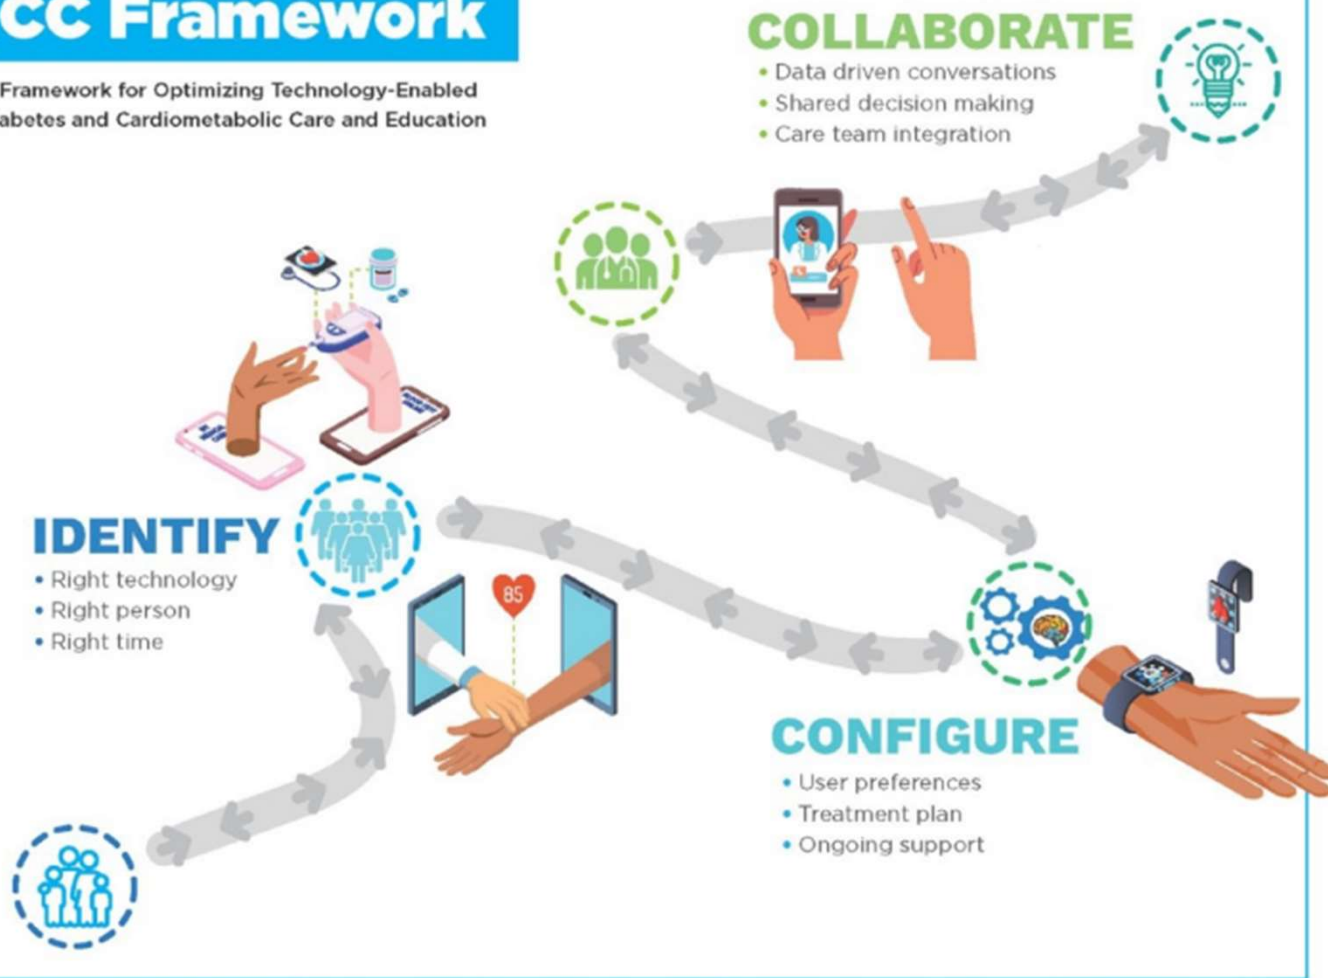 CC Framework
Framework for Optimizing Technology-Enabled
abetes and Cardiometabolic Care and Education
COLLABORATE
• Data driven conversations
• Shared decision making
• Care team integration
IDENTIFY
• Right technology
• Right person
• Right time
85
CONFIGURE
• User preferences
• Treatment plan
• Ongoing support